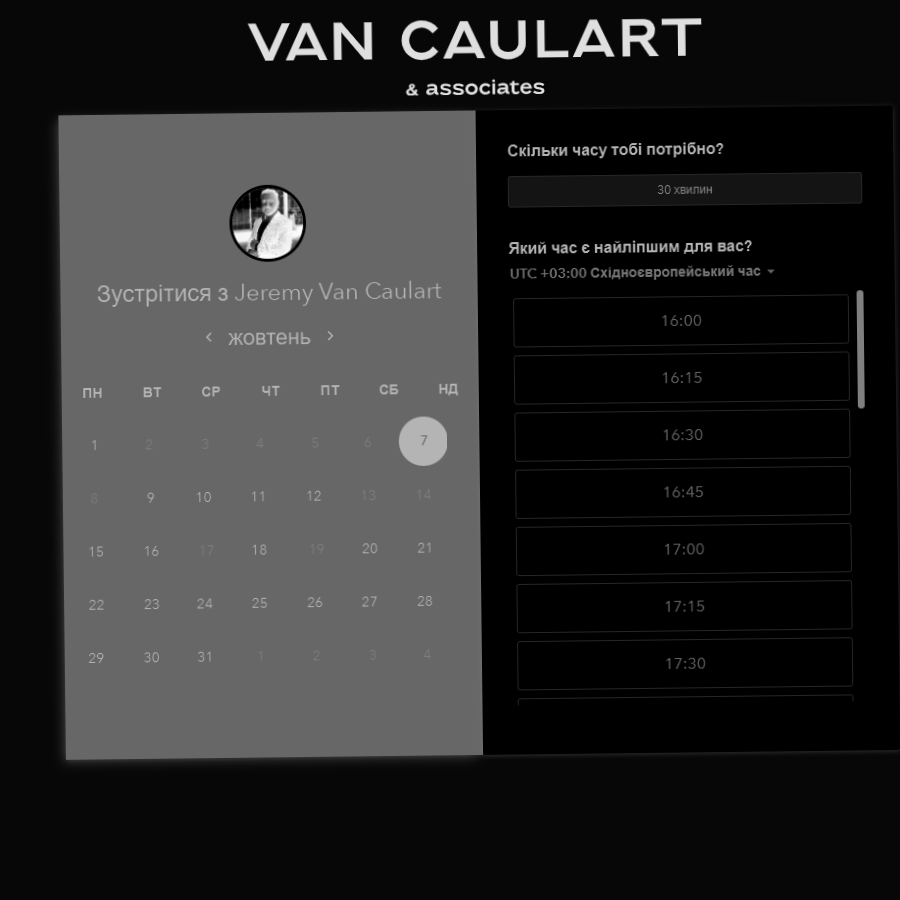 VAN CAULART
& associates
Зустрітися з Jeremy Van Caulart
жовтень
ПН ВТ СР ЧТ ПТ СБ НД
1 2 3 4 5 6 7
8 9 10 11 12 13 14
15 16 17 18 19 20 21
22 23 24 25 26 27 28
29 30 31 1 2 3 4
Скільки часу тобі потрібно?
30 хвилин
Який час є найліпшим для вас?
UTC +03:00 Східноєвропейський час
16:00
16:15
16:30
16:45
17:00
17:15
17:30